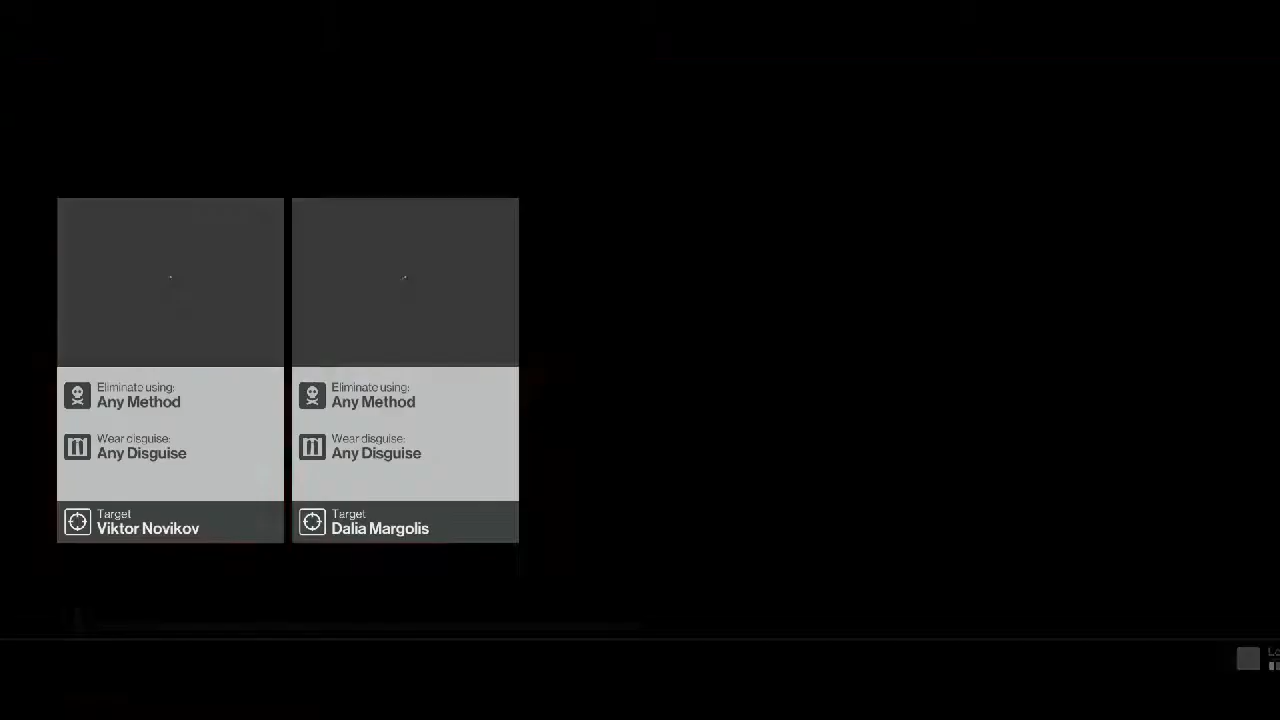 Eliminate using:
Any Method
Wear disguise:
Any Disguise
Target
Viktor Novikov
Eliminate using:
Any Method
Wear disguise:
Any Disguise
Target
Dalia Margolis